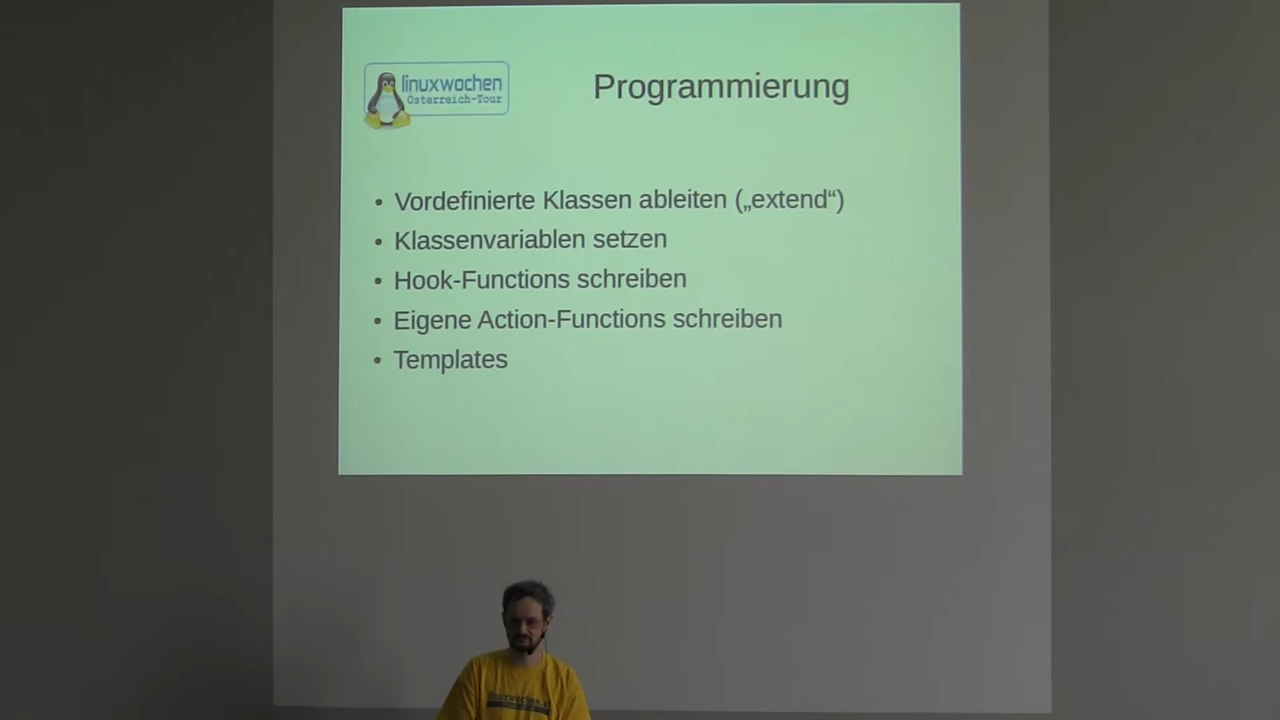 linuxwochen
Österreich-Tour
Programmierung
• Vordefinierte Klassen ableiten („extend“)
• Klassenvariablen setzen
• Hook-Functions schreiben
• Eigene Action-Functions schreiben
• Templates